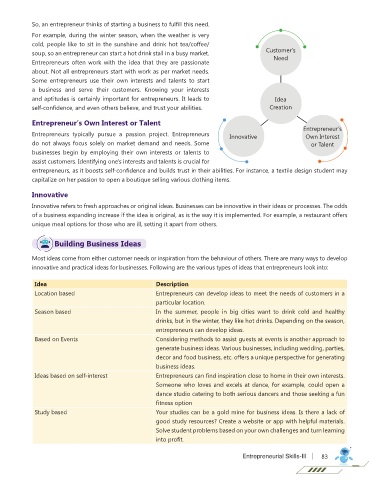 So, an entrepreneur thinks of starting a business to fulfill this need.
For example, during the winter season, when the weather is very
cold, people like to sit in the sunshine and drink hot tea/coffee/
soup, so an entrepreneur can start a hot drink stall in a busy market.
Entrepreneurs often work with the idea that they are passionate
about. Not all entrepreneurs start with work as per market needs.
Some entrepreneurs use their own interests and talents to start
a business and serve their customers. Knowing your interests
and aptitudes is certainly important for entrepreneurs. It leads to
self-confidence, and even others believe, and trust your abilities.
Customer's
Need
Idea
Creation
Innovative
Entrepreneur's
Own Interest
or Talent
Entrepreneur's Own Interest or Talent
Entrepreneurs typically pursue a passion project. Entrepreneurs
do not always focus solely on market demand and needs. Some
businesses begin by employing their own interests or talents to
assist customers. Identifying one's interests and talents is crucial for
entrepreneurs, as it boosts self-confidence and builds trust in their abilities. For instance, a textile design student may
capitalize on her passion to open a boutique selling various clothing items.
Innovative
Innovative refers to fresh approaches or original ideas. Businesses can be innovative in their ideas or processes. The odds
of a business expanding increase if the idea is original, as is the way it is implemented. For example, a restaurant offers
unique meal options for those who are ill, setting it apart from others.
Building Business Ideas
Most ideas come from either customer needs or inspiration from the behaviour of others. There are many ways to develop
innovative and practical ideas for businesses. Following are the various types of ideas that entrepreneurs look into:
Idea Description
Location based Entrepreneurs can develop ideas to meet the needs of customers in a
particular location.
Season based In the summer, people in big cities want to drink cold and healthy
drinks, but in the winter, they like hot drinks. Depending on the season,
entrepreneurs can develop ideas.
Based on Events Considering methods to assist guests at events is another approach to
generate business ideas. Various businesses, including wedding, parties,
decor and food business, etc. offers a unique perspective for generating
business ideas.
Ideas based on self-interest Entrepreneurs can find inspiration close to home in their own interests.
Someone who loves and excels at dance, for example, could open a
dance studio catering to both serious dancers and those seeking a fun
fitness option
Study based Your studies can be a gold mine for business ideas. Is there a lack of
good study resources? Create a website or app with helpful materials.
Solve student problems based on your own challenges and turn learning
into profit.
Entrepreneurial Skills-III | 83